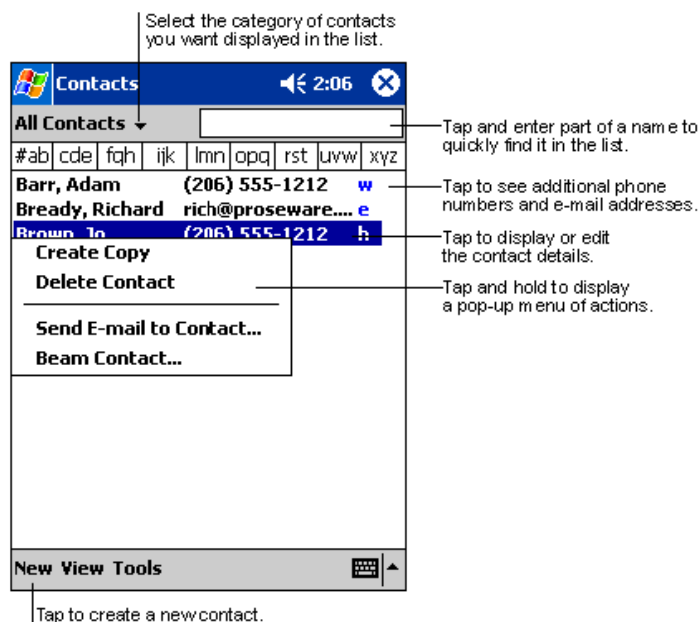 Select the category of contacts
you want displayed in the list.
Contacts 2:06
All Contacts
Tap and enter part of a name to
quickly find it in the list.
#ab cde fgh ijk lmn opq rst uvw xyz
Barr, Adam (206) 555-1212 w
Tap to see additional phone
numbers and e-mail addresses.
Bready, Richard rich@proseware.... e
Brown, Jo (206) 555-1212 h
Tap to display or edit
the contact details.
Create Copy
Delete Contact
Tap and hold to display
a pop-up menu of actions.
Send E-mail to Contact...
Beam Contact...
New View Tools
Tap to create a new contact.